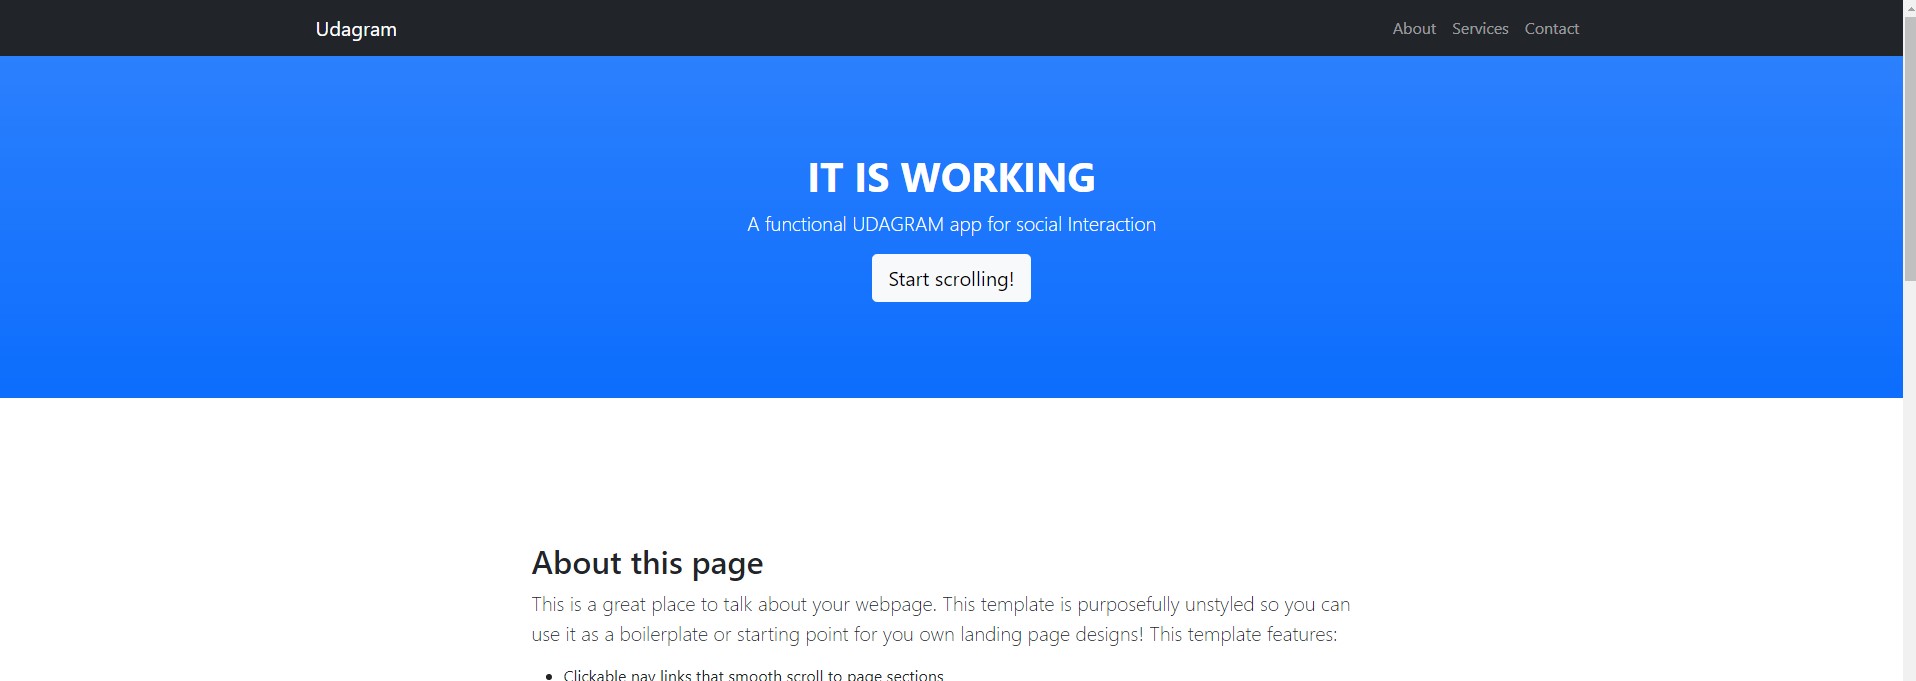 Udagram
About Services Contact
IT IS WORKING
A functional UDAGRAM app for social Interaction
Start scrolling!
About this page
This is a great place to talk about your webpage. This template is purposefully unstyled so you can
use it as a boilerplate or starting point for you own landing page designs! This template features:
Clickable nav links that smooth scroll to page sections